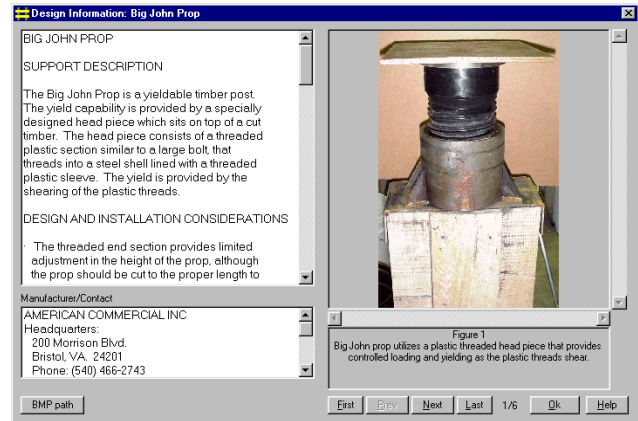 Design Information: Big John Prop
BIG JOHN PROP
SUPPORT DESCRIPTION
The Big John Prop is a yieldable timber post.
The yield capability is provided by a specially
designed head piece which sits on top of a cut
timber. The head piece consists of a threaded
plastic section similar to a large bolt, that
threads into a steel shell lined with a threaded
plastic sleeve. The yield is provided by the
shearing of the plastic threads.
DESIGN AND INSTALLATION CONSIDERATIONS
· The threaded end section provides limited
adjustment in the height of the prop, although
the prop should be cut to the proper length to
Manufacturer/Contact
AMERICAN COMMERCIAL INC
Headquarters:
200 Morrison Blvd.
Bristol, VA. 24201
Phone: (540) 466-2743
Figure 1
Big John prop utilizes a plastic threaded head piece that provides
controlled loading and yielding as the plastic threads shear.
BMP path
First Prev Next Last 1/6 Ok Help